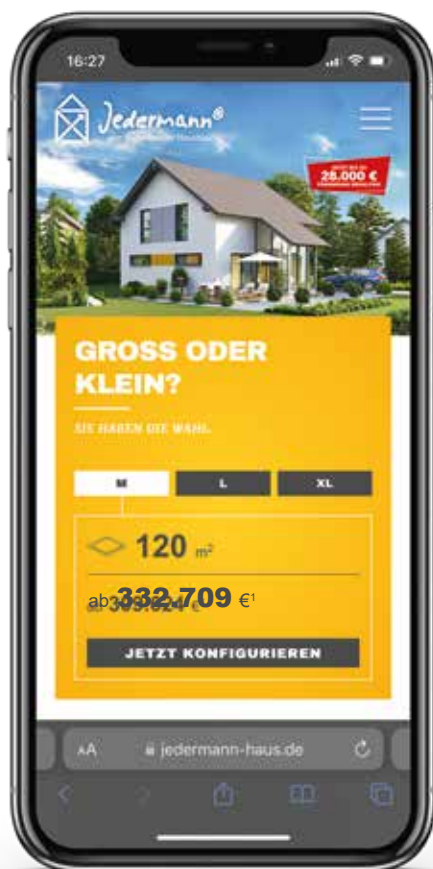 16:27
Jedermann®
28.000 €
GROSS ODER
KLEIN?
SIE HABEN DIE WAHL.
M L XL
120 m²
ab 332.709 €¹
JETZT KONFIGURIEREN
AA jedermann-haus.de